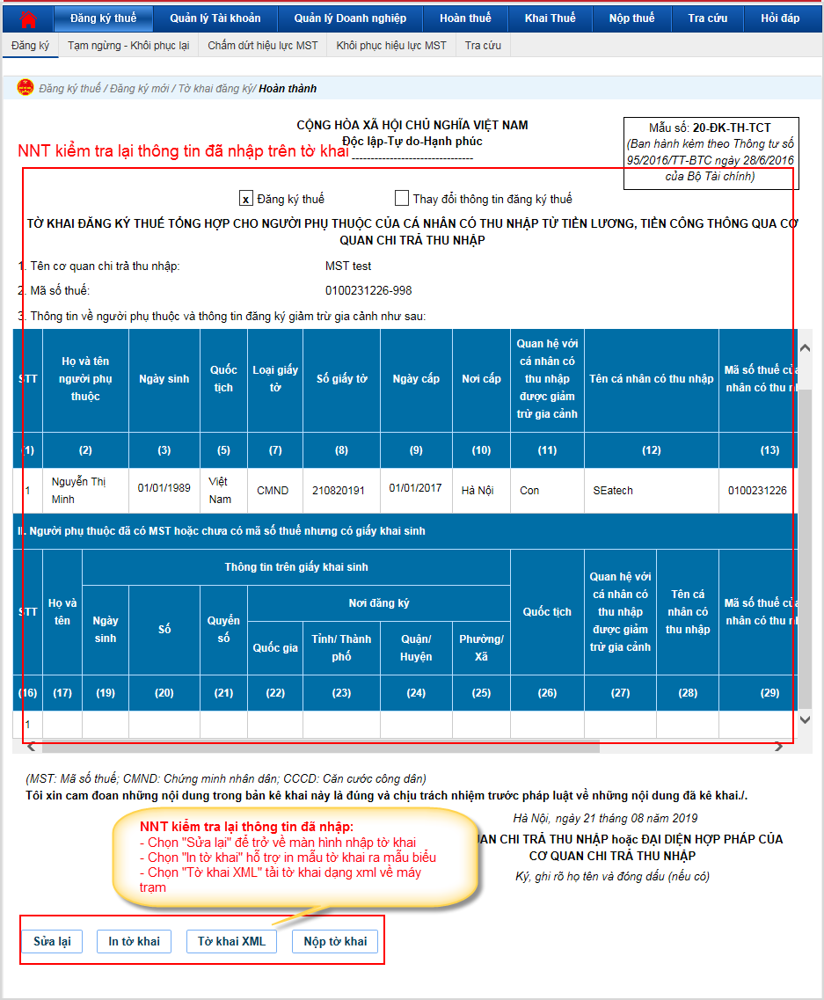 Đăng ký thuế Quản lý Tài khoản Quản lý Doanh nghiệp Hoàn thuế Khai Thuế Nộp thuế Tra cứu Hỏi đáp
Đăng ký Tạm ngừng - Khôi phục lại Chấm dứt hiệu lực MST Khôi phục hiệu lực MST Tra cứu
Đăng ký thuế / Đăng ký mới / Tờ khai đăng ký/ Hoàn thành
CỘNG HÒA XÃ HỘI CHỦ NGHĨA VIỆT NAM
Độc lập-Tự do-Hạnh phúc
--------------------------------
Mẫu số: 20-ĐK-TH-TCT
(Ban hành kèm theo Thông tư số
95/2016/TT-BTC ngày 28/6/2016
của Bộ Tài chính)
NNT kiểm tra lại thông tin đã nhập trên tờ khai
x Đăng ký thuế Thay đổi thông tin đăng ký thuế
TỜ KHAI ĐĂNG KÝ THUẾ TỔNG HỢP CHO NGƯỜI PHỤ THUỘC CỦA CÁ NHÂN CÓ THU NHẬP TỪ TIỀN LƯƠNG, TIỀN CÔNG THÔNG QUA CƠ
QUAN CHI TRẢ THU NHẬP
1. Tên cơ quan chi trả thu nhập: MST test
2. Mã số thuế: 0100231226-998
3. Thông tin về người phụ thuộc và thông tin đăng ký giảm trừ gia cảnh như sau:
STT
Họ và tên
người phụ
thuộc
Ngày sinh
Quốc
tịch
Loại giấy
tờ
Số giấy tờ
Ngày cấp
Nơi cấp
Quan hệ với
cá nhân có
thu nhập
được giảm
trừ gia cảnh
Tên cá nhân có thu nhập
Mã số thuế củ
nhân có thu n
(1) (2) (3) (5) (7) (8) (9) (10) (11) (12) (13)
1
Nguyễn Thị
Minh
01/01/1989
Việt
Nam
CMND
210820191
01/01/2017
Hà Nội
Con
SEatech
0100231226
II. Người phụ thuộc đã có MST hoặc chưa có mã số thuế nhưng có giấy khai sinh
STT
Họ và
tên
Thông tin trên giấy khai sinh
Ngày
sinh
Số
Quyển
số
Nơi đăng ký
Quốc gia
Tỉnh/ Thành
phố
Quận/
Huyện
Phường/
Xã
Quốc tịch
Quan hệ với
cá nhân có
thu nhập
được giảm
trừ gia cảnh
Tên cá
nhân có
thu nhập
Mã số thuế củ
nhân có thu n
(16) (17) (19) (20) (21) (22) (23) (24) (25) (26) (27) (28) (29)
1
(MST: Mã số thuế; CMND: Chứng minh nhân dân; CCCD: Căn cước công dân)
Tôi xin cam đoan những nội dung trong bản kê khai này là đúng và chịu trách nhiệm trước pháp luật về những nội dung đã kê khai./.
Hà Nội, ngày 21 tháng 08 năm 2019
UAN CHI TRẢ THU NHẬP hoặc ĐẠI DIỆN HỢP PHÁP CỦA
CƠ QUAN CHI TRẢ THU NHẬP
Ký, ghi rõ họ tên và đóng dấu (nếu có)
NNT kiểm tra lại thông tin đã nhập:
- Chọn "Sửa lại" để trở về màn hình nhập tờ khai
- Chọn "In tờ khai" hỗ trợ in mẫu tờ khai ra mẫu biểu
- Chọn "Tờ khai XML" tải tờ khai dạng xml về máy
trạm
Sửa lại In tờ khai Tờ khai XML Nộp tờ khai